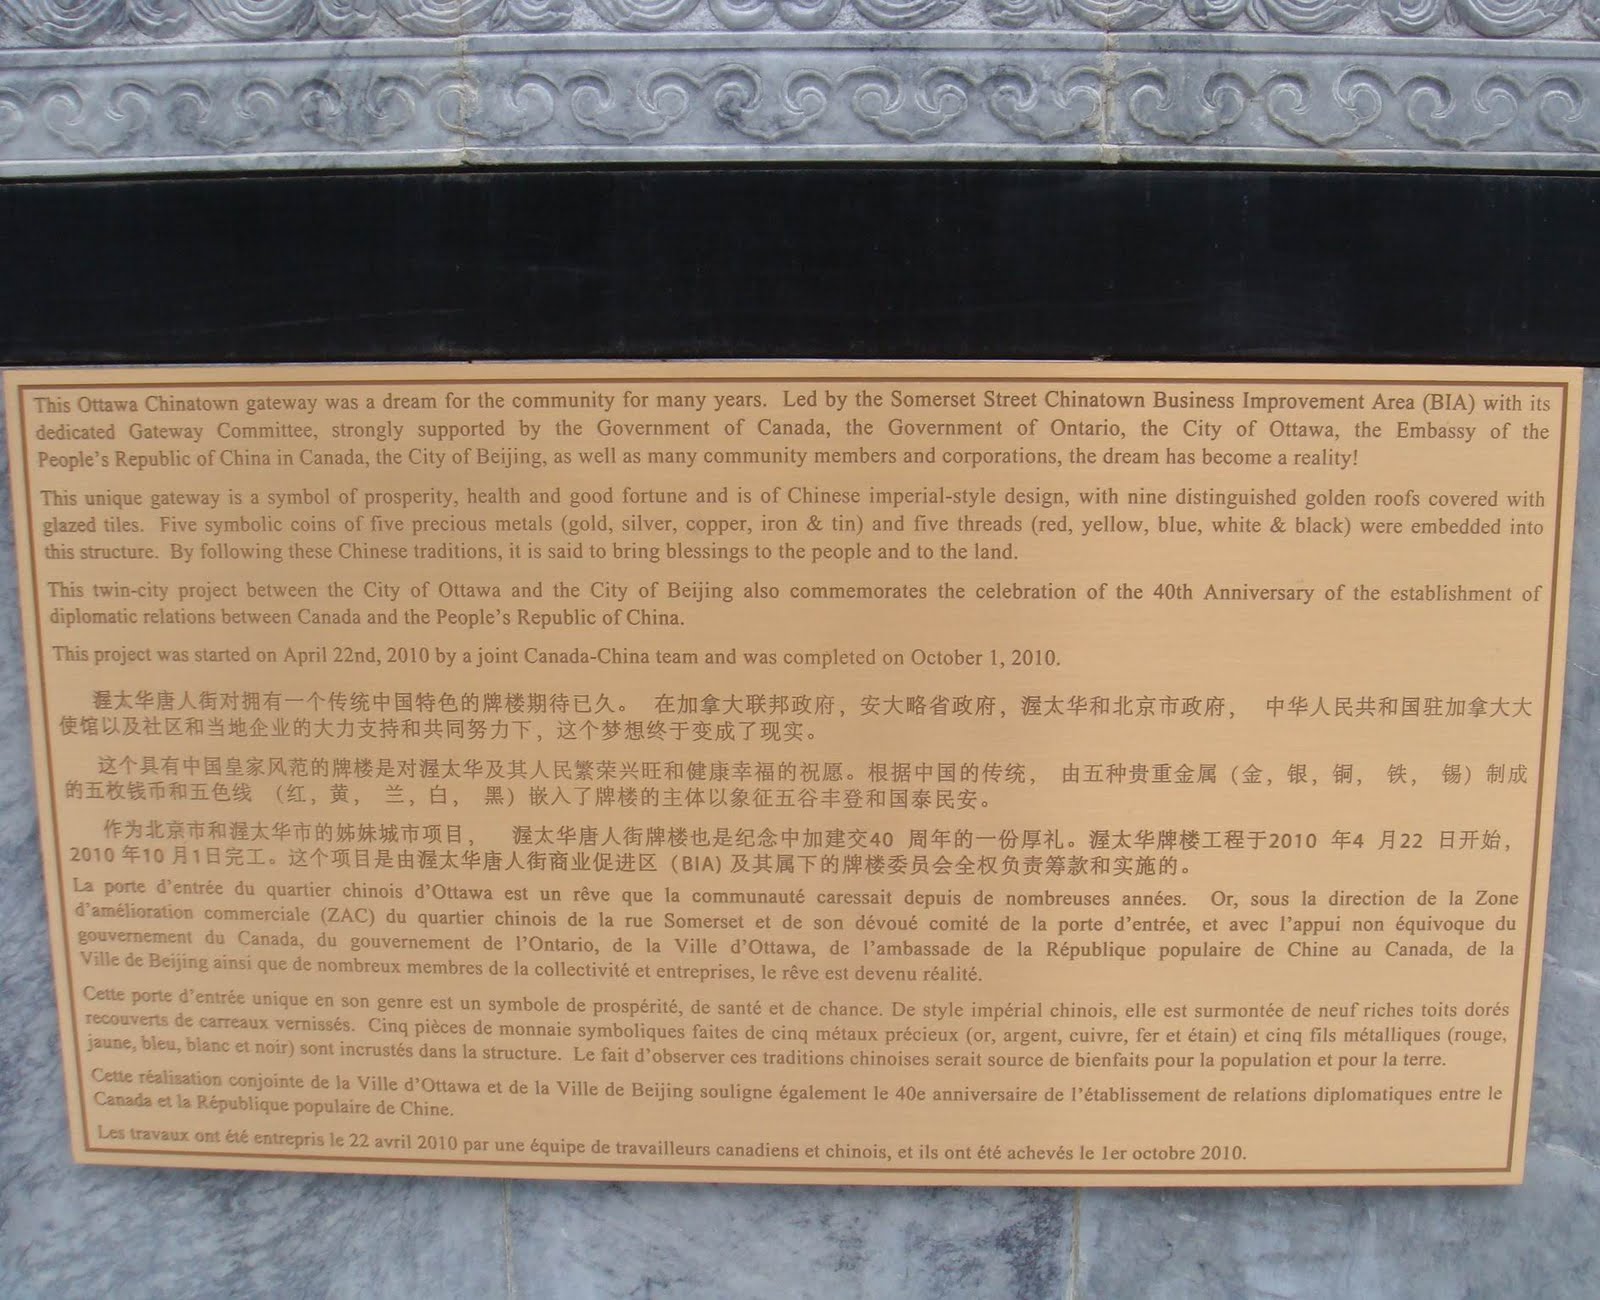 This Ottawa Chinatown gateway was a dream for the community for many years. Led by the Somerset Street Chinatown Business Improvement Area (BIA) with its
dedicated Gateway Committee, strongly supported by the Government of Canada, the Government of Ontario, the City of Ottawa, the Embassy of the
People's Republic of China in Canada, the City of Beijing, as well as many community members and corporations, the dream has become a reality!
This unique gateway is a symbol of prosperity, health and good fortune and is of Chinese imperial-style design, with nine distinguished golden roofs covered with
glazed tiles. Five symbolic coins of five precious metals (gold, silver, copper, iron & tin) and five threads (red, yellow, blue, white & black) were embedded into
this structure. By following these Chinese traditions, it is said to bring blessings to the people and to the land.
This twin-city project between the City of Ottawa and the City of Beijing also commemorates the celebration of the 40th Anniversary of the establishment of
diplomatic relations between Canada and the People's Republic of China.
This project was started on April 22nd, 2010 by a joint Canada-China team and was completed on October 1, 2010.
渥太华唐人街对拥有一个传统中国特色的牌楼期待已久。 在加拿大联邦政府，安大略省政府，渥太华和北京市政府， 中华人民共和国驻加拿大大
使馆以及社区和当地企业的大力支持和共同努力下，这个梦想终于变成了现实。
这个具有中国皇家风范的牌楼是对渥太华及其人民繁荣兴旺和健康幸福的祝愿。根据中国的传统， 由五种贵重金属（金，银，铜， 铁， 锡）制成
的五枚钱币和五色线 （红，黄， 兰，白， 黑）嵌入了牌楼的主体以象征五谷丰登和国泰民安。
作为北京市和渥太华市的姊妹城市项目， 渥太华唐人街牌楼也是纪念中加建交40 周年的一份厚礼。渥太华牌楼工程于2010 年4 月22 日开始，
2010 年10 月1日完工。这个项目是由渥太华唐人街商业促进区（BIA) 及其属下的牌楼委员会全权负责筹款和实施的。
La porte d'entrée du quartier chinois d'Ottawa est un rêve que la communauté caressait depuis de nombreuses années. Or, sous la direction de la Zone
d'amélioration commerciale (ZAC) du quartier chinois de la rue Somerset et de son dévoué comité de la porte d'entrée, et avec l'appui non équivoque du
gouvernement du Canada, du gouvernement de l'Ontario, de la Ville d'Ottawa, de l'ambassade de la République populaire de Chine au Canada, de la
Ville de Beijing ainsi que de nombreux membres de la collectivité et entreprises, le rêve est devenu réalité.
Cette porte d'entrée unique en son genre est un symbole de prospérité, de santé et de chance. De style impérial chinois, elle est surmontée de neuf riches toits dorés
recouverts de carreaux vernissés. Cinq pièces de monnaie symboliques faites de cinq métaux précieux (or, argent, cuivre, fer et étain) et cinq fils métalliques (rouge,
jaune, bleu, blanc et noir) sont incrustés dans la structure. Le fait d'observer ces traditions chinoises serait source de bienfaits pour la population et pour la terre.
Cette réalisation conjointe de la Ville d'Ottawa et de la Ville de Beijing souligne également le 40e anniversaire de l'établissement de relations diplomatiques entre le
Canada et la République populaire de Chine.
Les travaux ont été entrepris le 22 avril 2010 par une équipe de travailleurs canadiens et chinois, et ils ont été achevés le 1er octobre 2010.